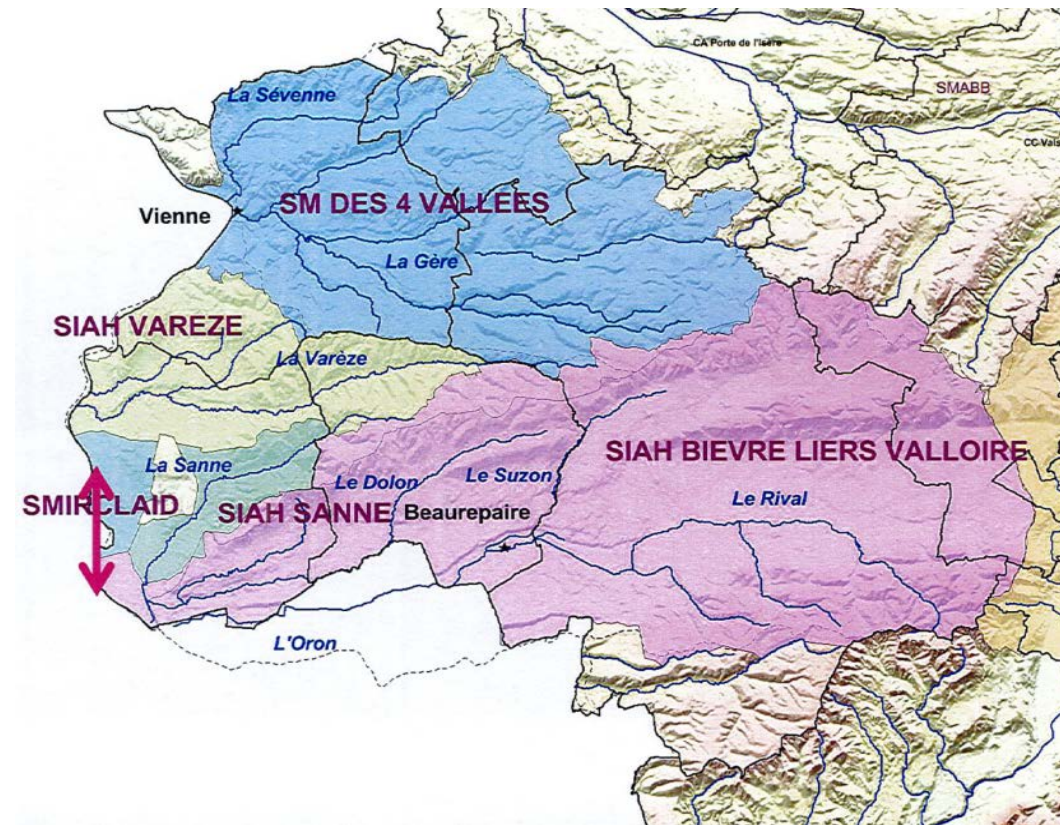 CA Porte de l'Isère
La Sévenne
SMABB
CC Vals
Vienne
SM DES 4 VALLEES
La Gère
SIAH VAREZE
La Varèze
La Sanne
Le Dolon
Le Suzon
SIAH BIEVRE LIERS VALLOIRE
SMIRCLAID
SIAH SANNE
Beaurepaire
Le Rival
L'Oron